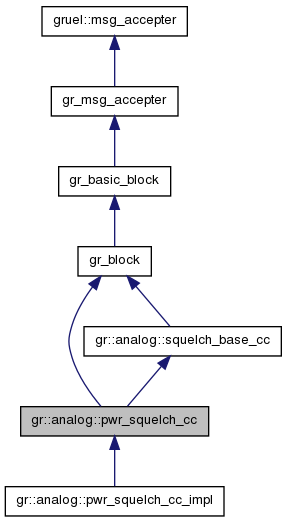 gruel::msg_accepter
gr_msg_accepter
gr_basic_block
gr_block
gr::analog::squelch_base_cc
gr::analog::pwr_squelch_cc
gr::analog::pwr_squelch_cc_impl